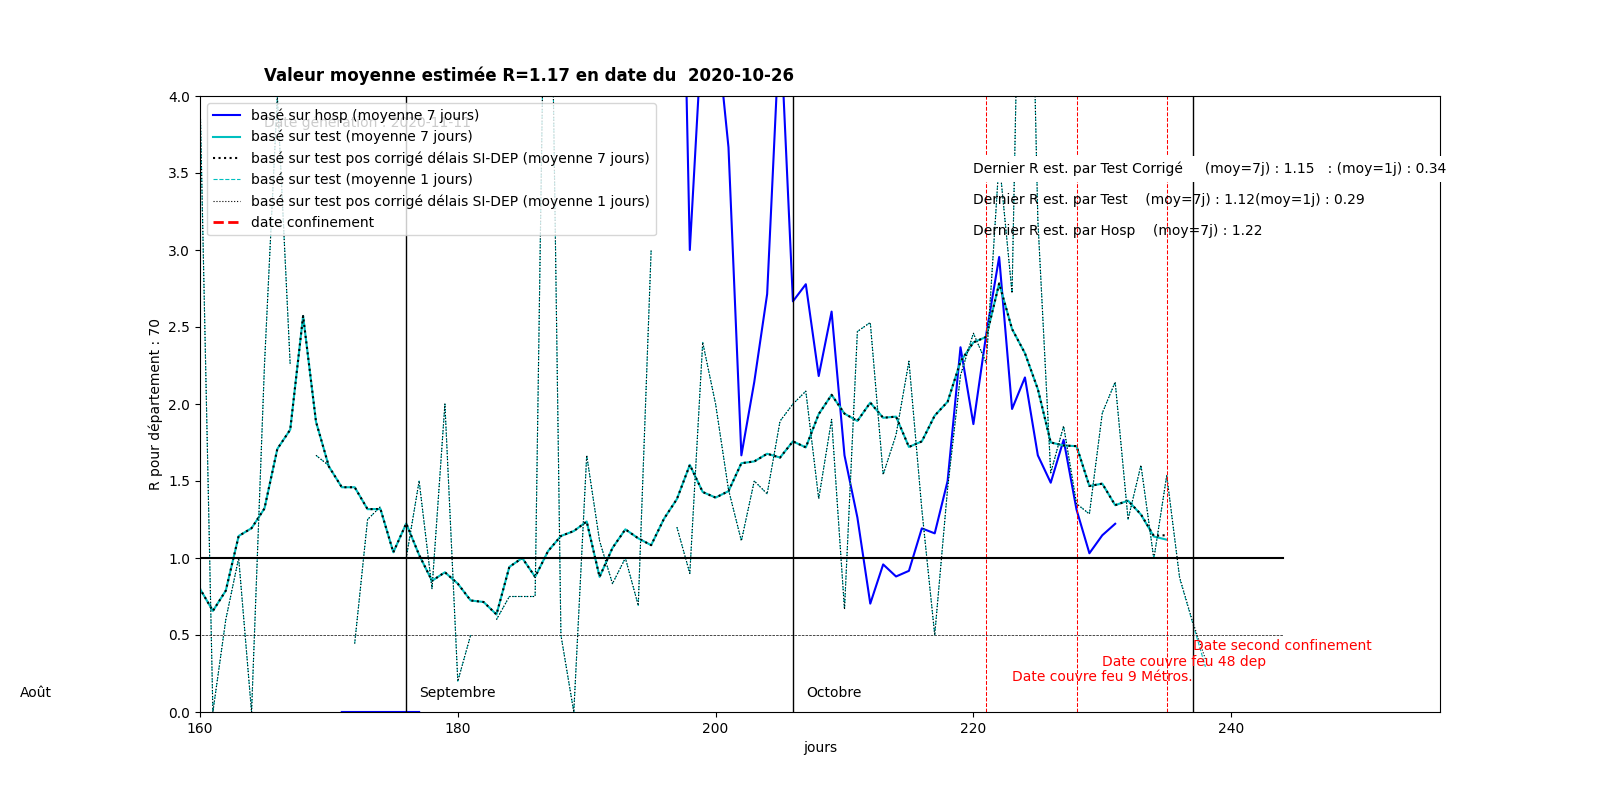 Valeur moyenne estimée R=1.17 en date du  2020-10-26
Date génération : 2020-11-11
basé sur hosp (moyenne 7 jours)
basé sur test (moyenne 7 jours)
basé sur test pos corrigé délais SI-DEP (moyenne 7 jours)
basé sur test (moyenne 1 jours)
basé sur test pos corrigé délais SI-DEP (moyenne 1 jours)
date confinement
Dernier R est. par Test Corrigé     (moy=7j) : 1.15   : (moy=1j) : 0.34
Dernier R est. par Test    (moy=7j) : 1.12(moy=1j) : 0.29
Dernier R est. par Hosp    (moy=7j) : 1.22
R pour département : 70
4.0
3.5
3.0
2.5
2.0
1.5
1.0
0.5
0.0
Date second confinement
Date couvre feu 48 dep
Date couvre feu 9 Métros.
Août
Septembre
Octobre
160
180
200
220
240
jours